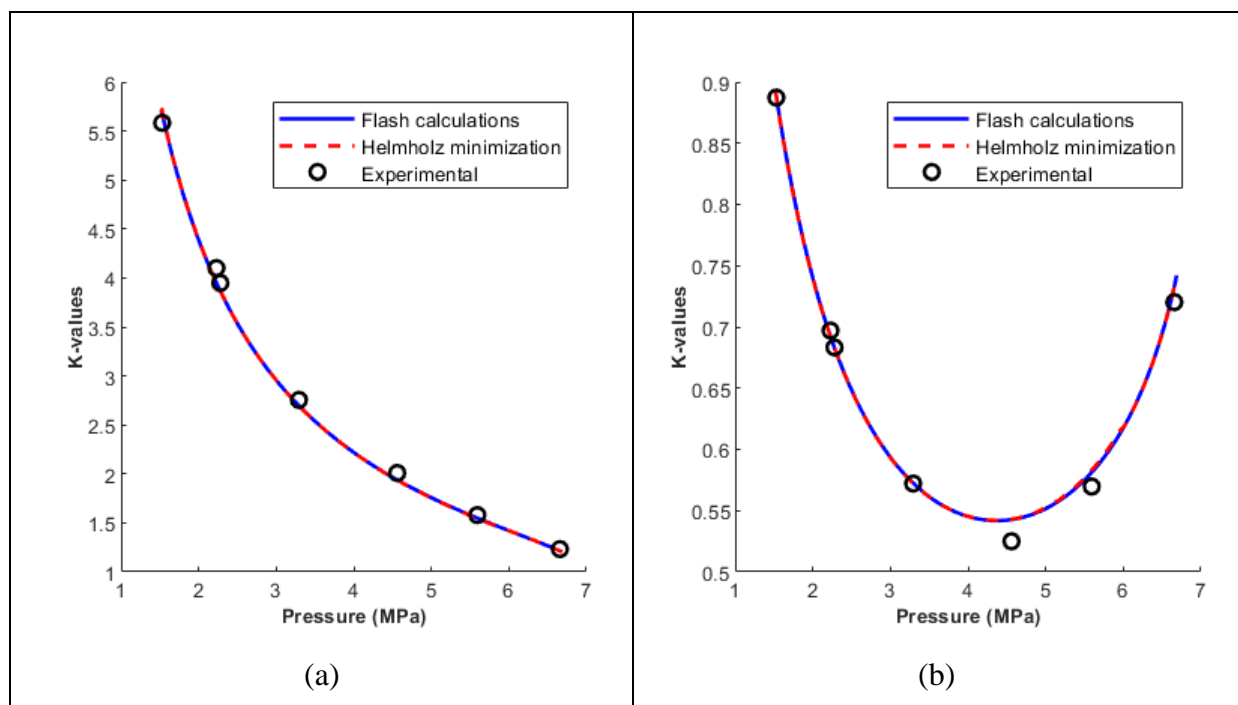 6
5.5
5
4.5
4
3.5
3
2.5
2
1.5
1
K-values
Flash calculations
Helmholz minimization
Experimental
1 2 3 4 5 6 7
Pressure (MPa)
(a)
0.9
0.85
0.8
0.75
0.7
0.65
0.6
0.55
0.5
K-values
Flash calculations
Helmholz minimization
Experimental
1 2 3 4 5 6 7
Pressure (MPa)
(b)